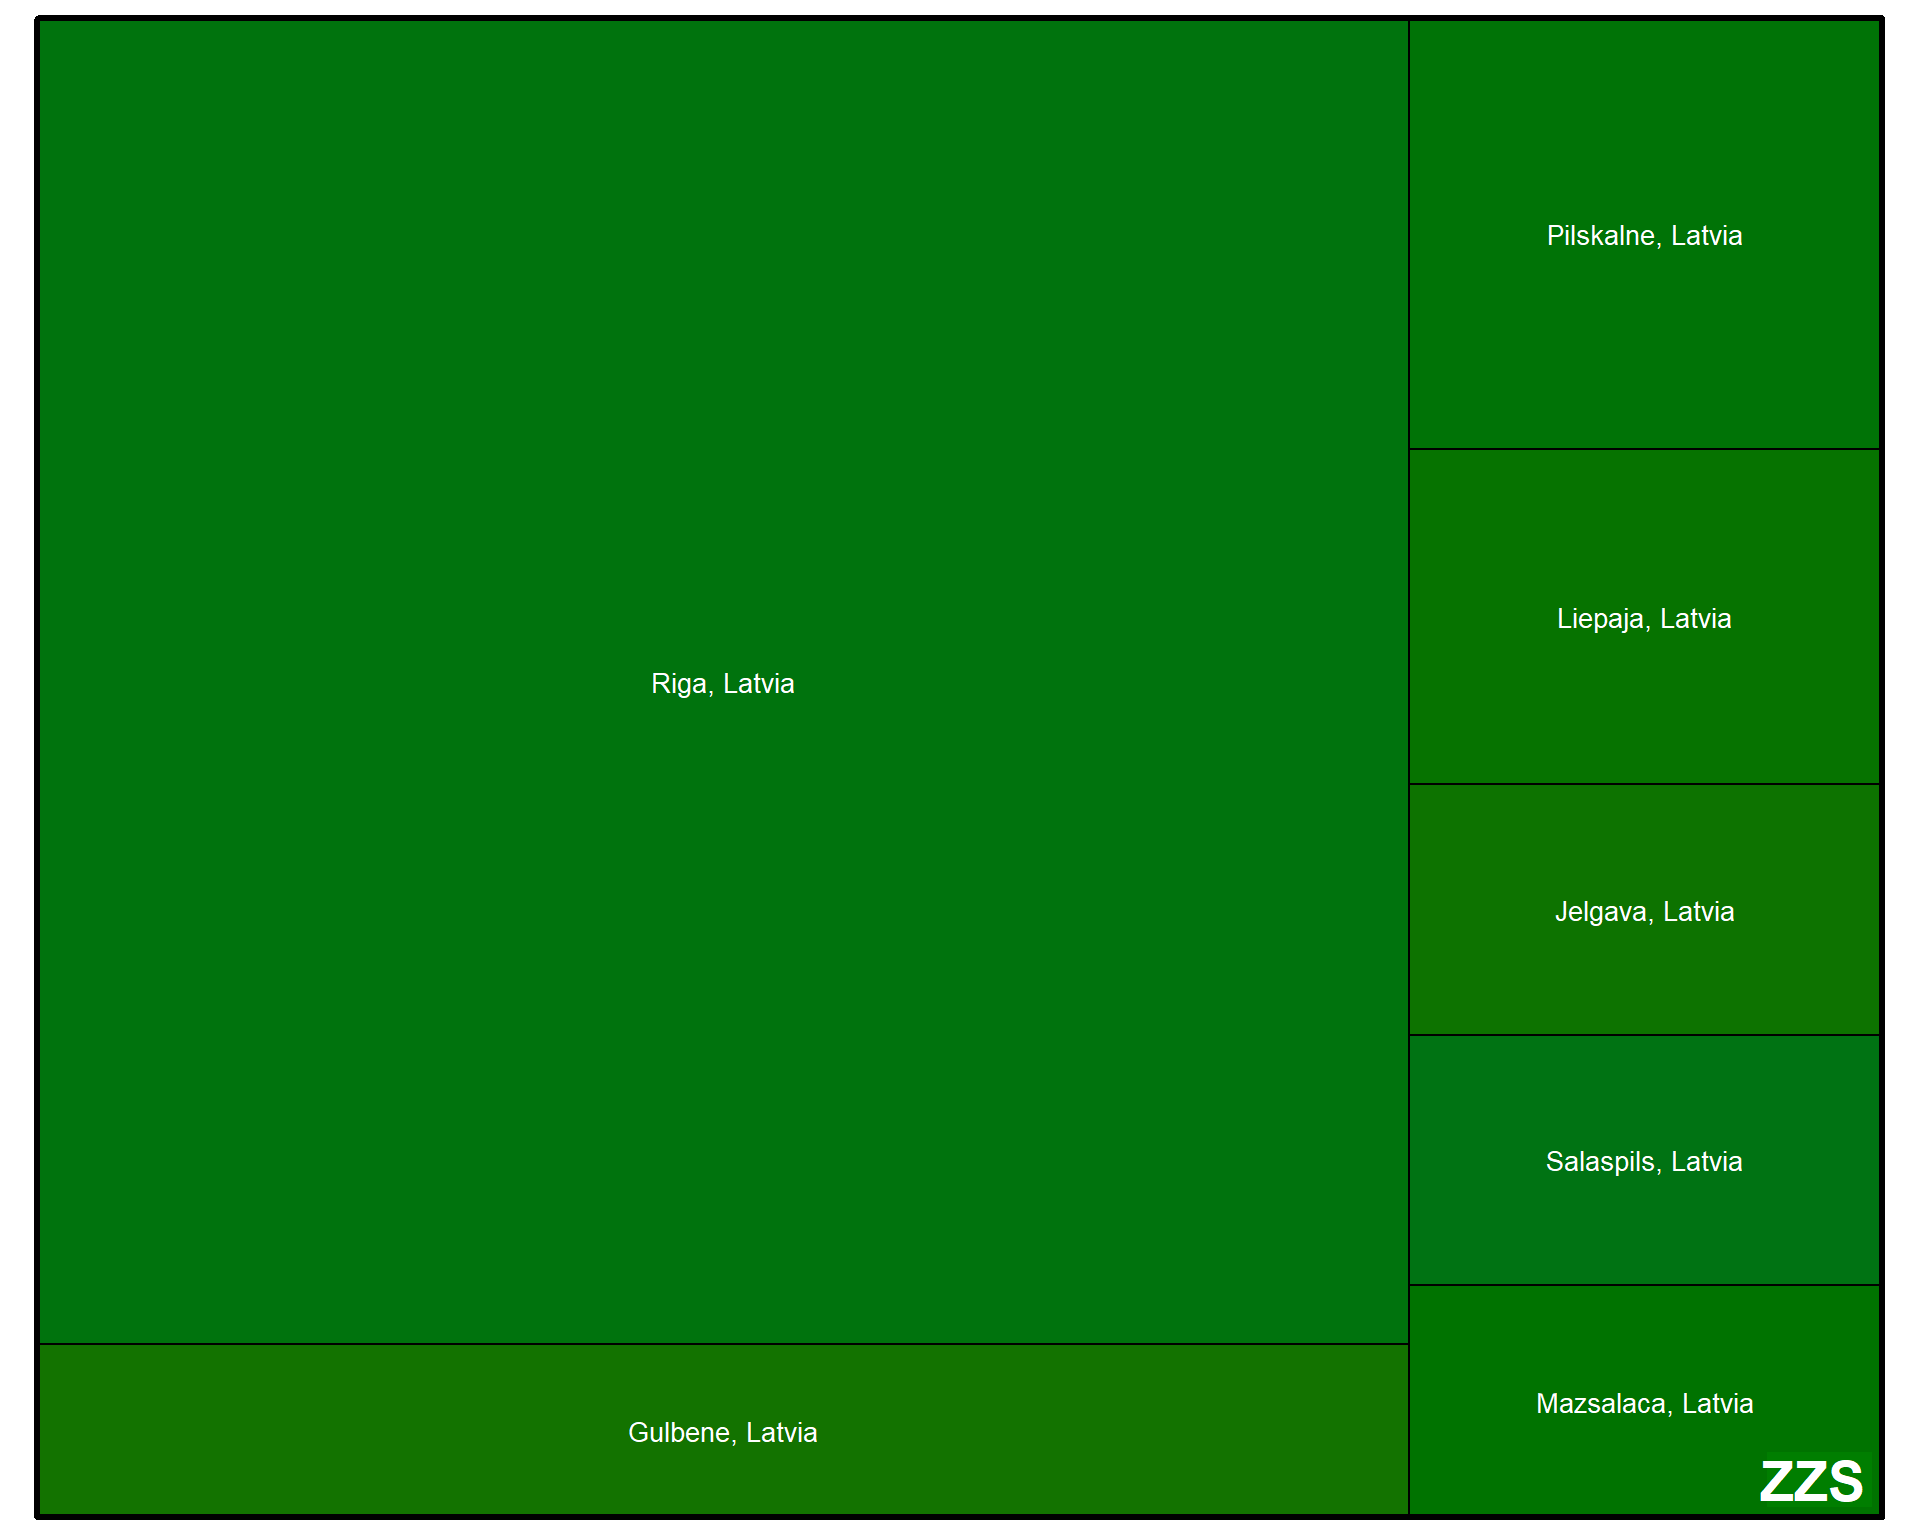 Riga, Latvia
Gulbene, Latvia
Pilskalne, Latvia
Liepaja, Latvia
Jelgava, Latvia
Salaspils, Latvia
Mazsalaca, Latvia
ZZS